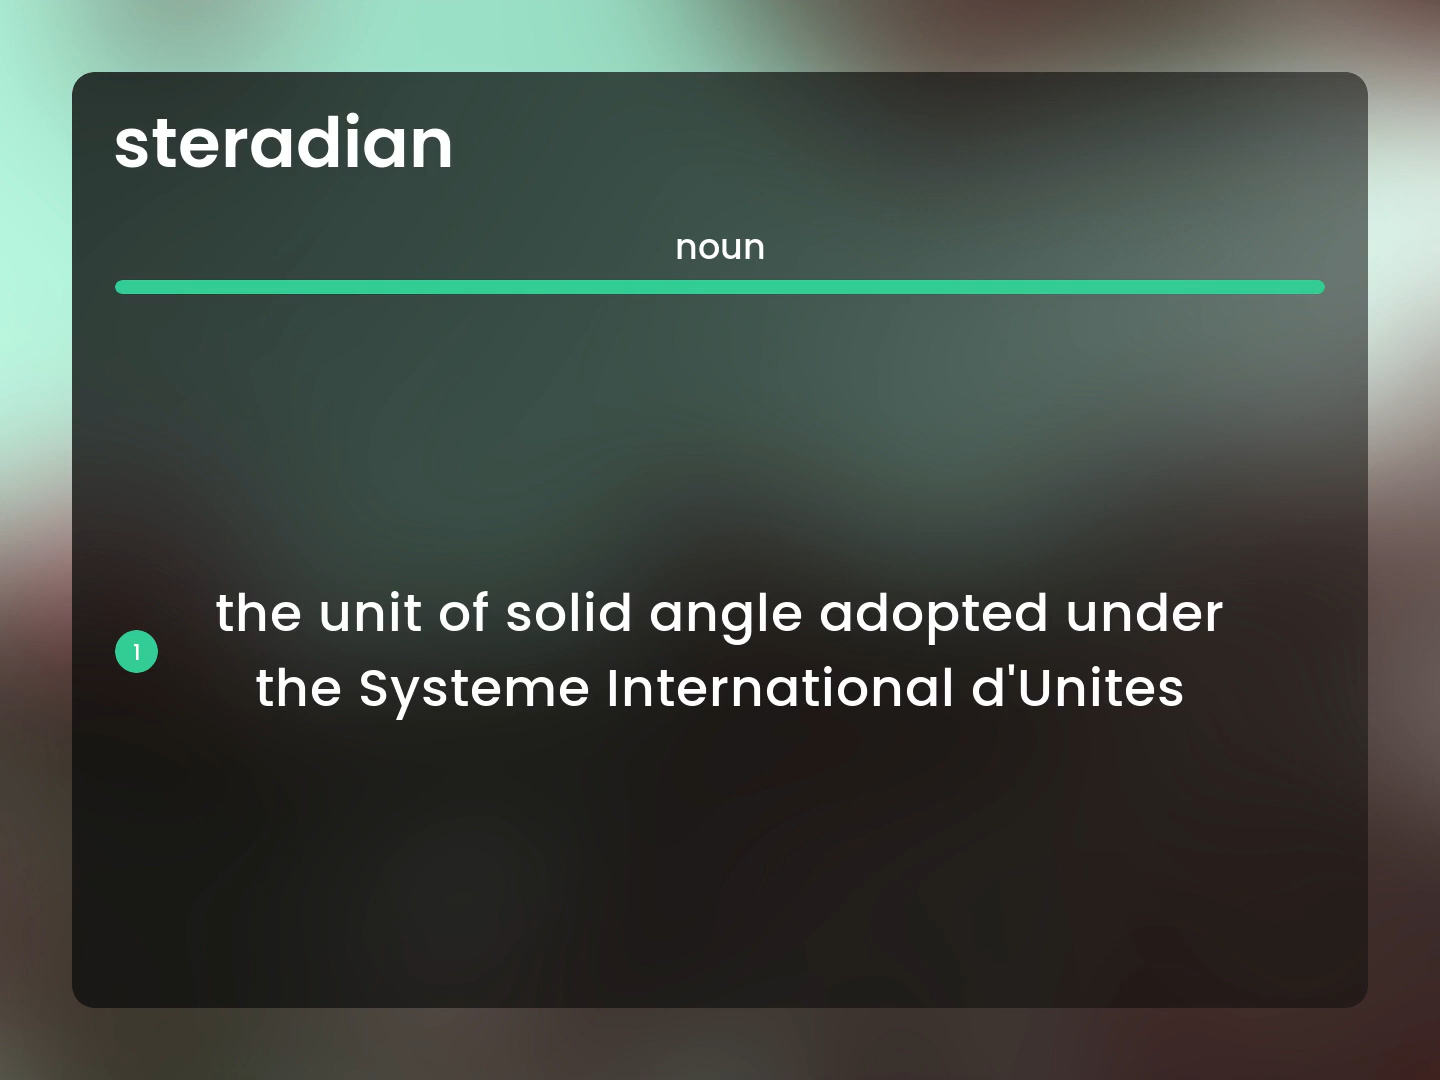 steradian
noun
1
the unit of solid angle adopted under
the Systeme International d'Unites